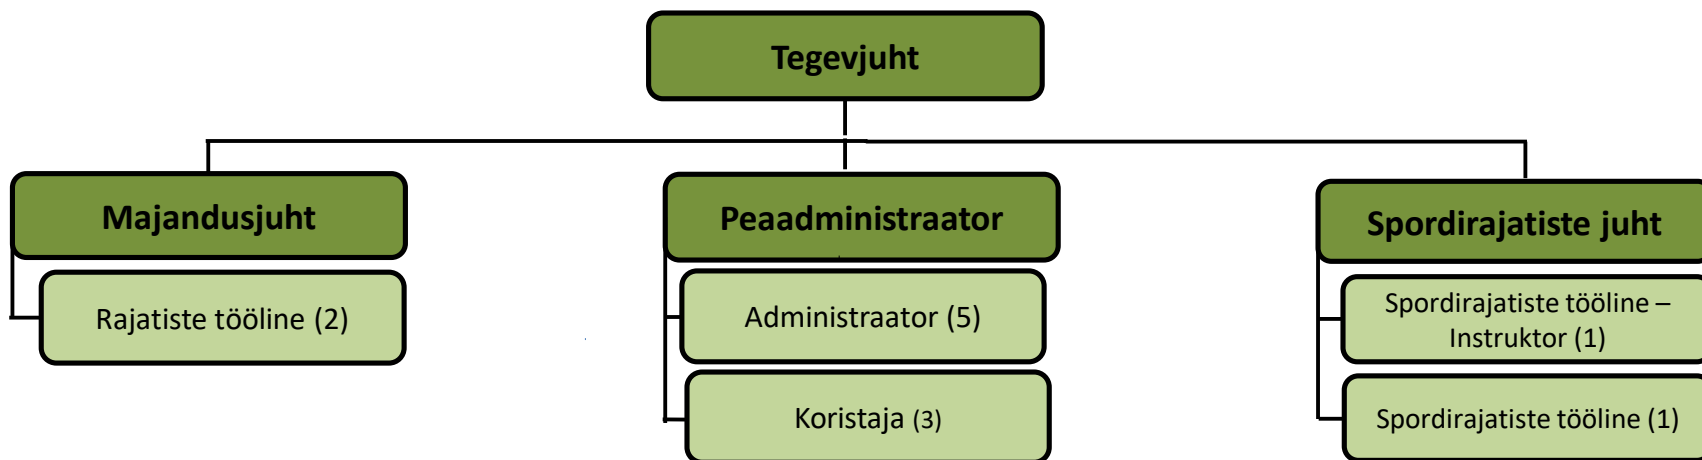 Tegevjuht
Majandusjuht
Rajatiste tööline (2)
Peaadministraator
Administraator (5)
Koristaja (3)
Spordirajatiste juht
Spordirajatiste tööline –
Instruktor (1)
Spordirajatiste tööline (1)